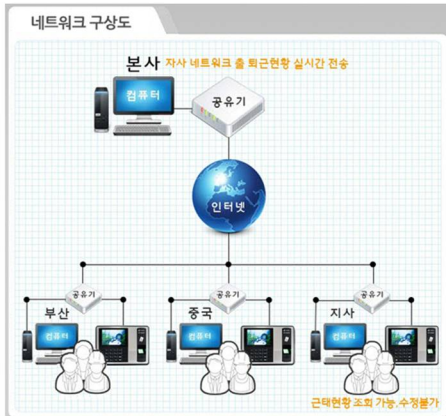 네트워크 구상도
본사 자사 네트워크 출 퇴근현황 실시간 전송
컴퓨터
공유기
인터넷
공유기 공유기 공유기
부산 중국 지사
컴퓨터 컴퓨터 컴퓨터
근태현황 조회 가능.수정불가